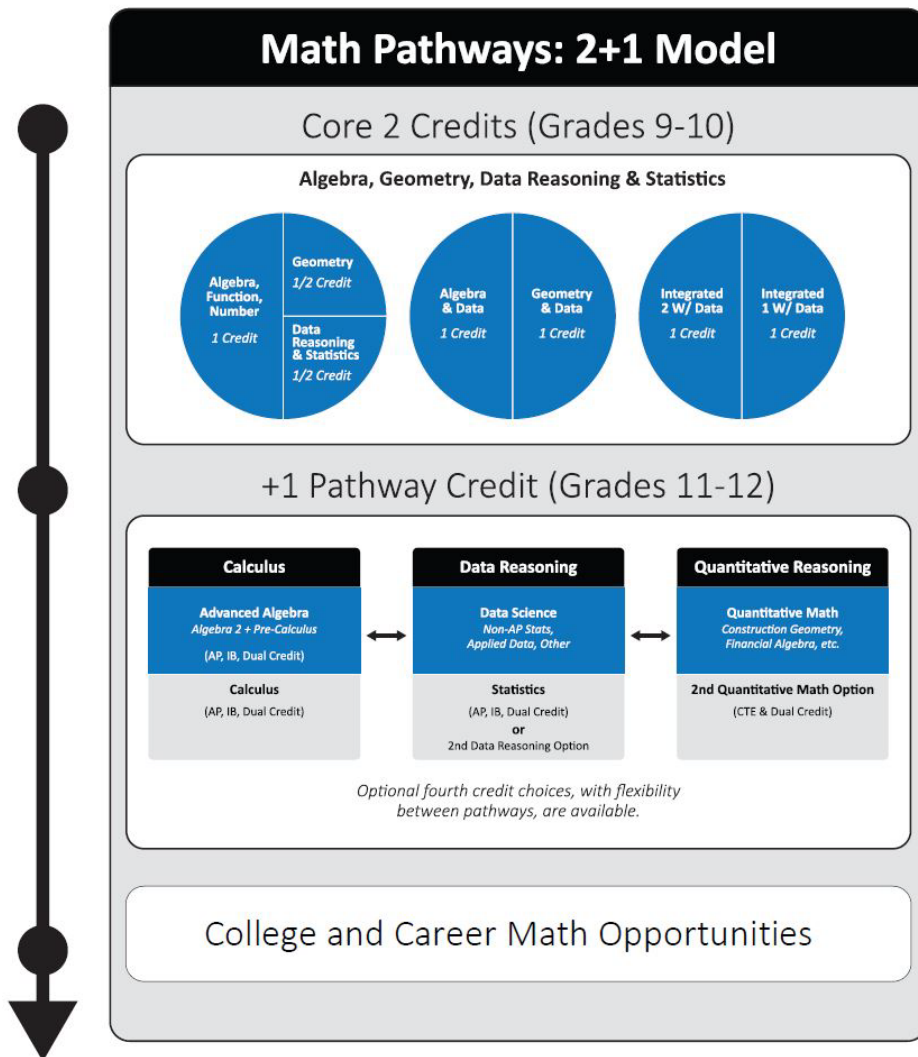 Math Pathways: 2+1 Model
Core 2 Credits (Grades 9-10)
Algebra, Geometry, Data Reasoning & Statistics
Algebra,
Function,
Number
1 Credit
Geometry
1/2 Credit
Data
Reasoning
& Statistics
1/2 Credit
Algebra
& Data
1 Credit
Geometry
& Data
1 Credit
Integrated
2 W/ Data
1 Credit
Integrated
1 W/ Data
1 Credit
+1 Pathway Credit (Grades 11-12)
Calculus
Advanced Algebra
Algebra 2 + Pre-Calculus
(AP, IB, Dual Credit)
Calculus
(AP, IB, Dual Credit)
Data Reasoning
Data Science
Non-AP Stats,
Applied Data, Other
Statistics
(AP, IB, Dual Credit)
or
2nd Data Reasoning Option
Quantitative Reasoning
Quantitative Math
Construction Geometry,
Financial Algebra, etc.
2nd Quantitative Math Option
(CTE & Dual Credit)
Optional fourth credit choices, with flexibility
between pathways, are available.
College and Career Math Opportunities